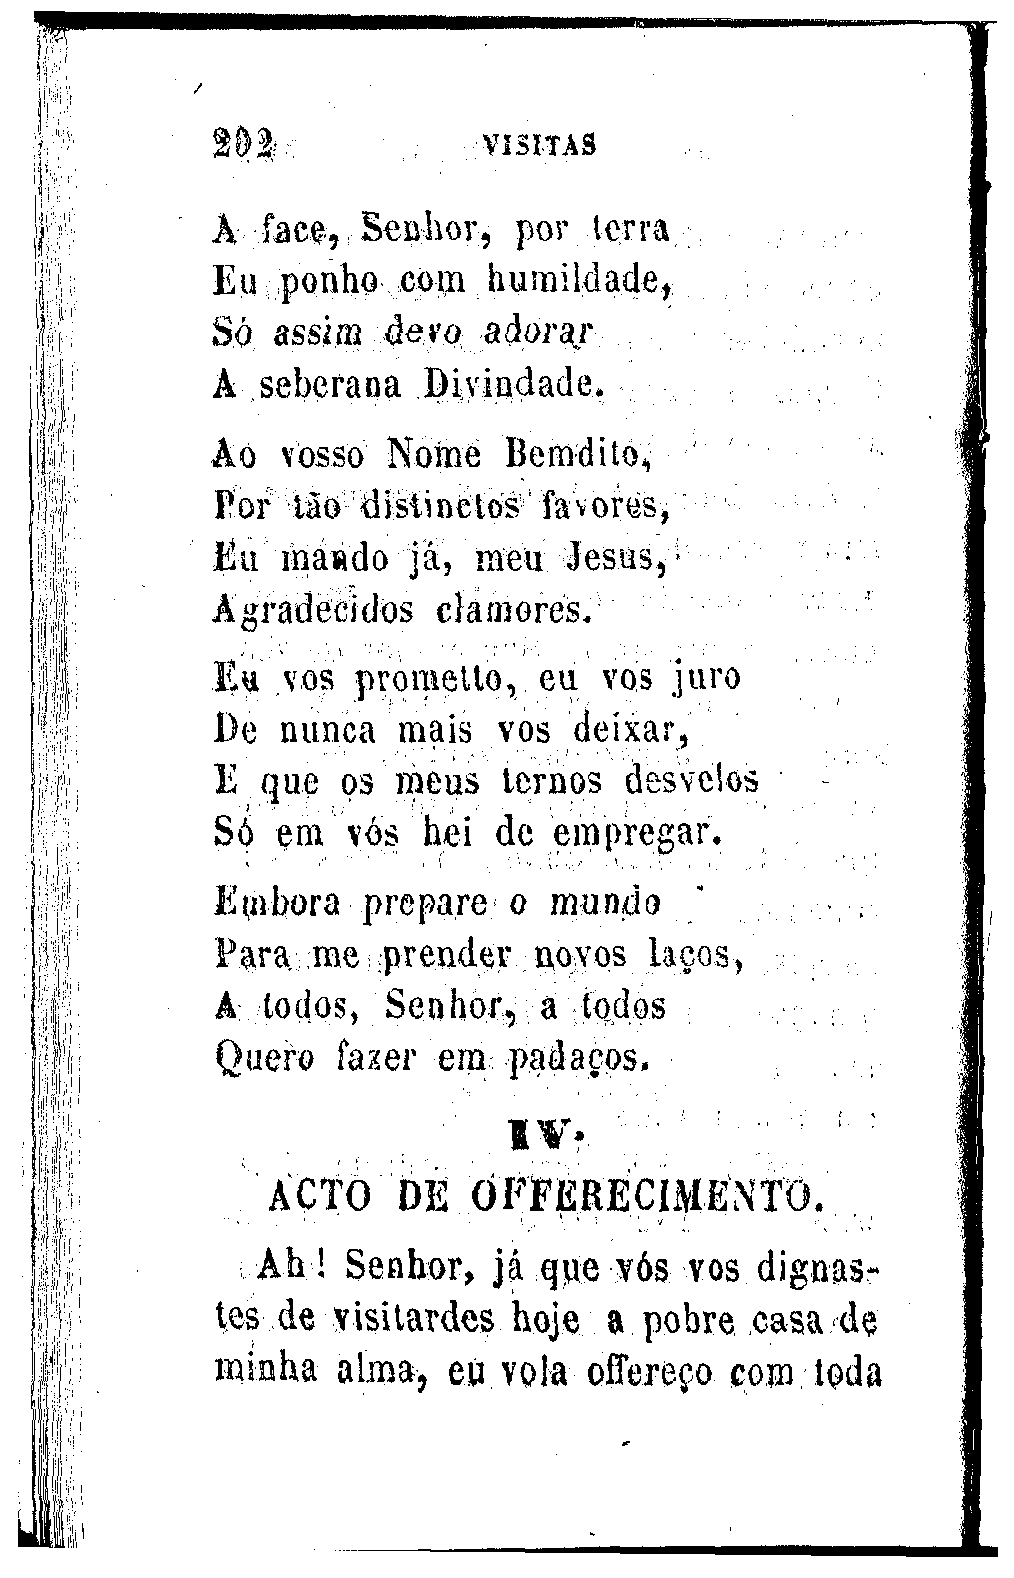 202 VISITAS
A face, Senhor, por terra
Eu ponho com humildade,
Só assim devo adorar
A seberana Divindade.
Ao vosso Nome Bemdito,
Por tão distinctos favores,
Eu mando já, meu Jesus,
Agradecidos clamores.
Eu vos prometto, eu vos juro
De nunca mais vos deixar,
E que os meus ternos desvelos
Só em vós hei de empregar.
Embora prepare o mundo
Para me prender novos laços,
A todos, Senhor, a todos
Quero fazer em padaços.
IV.
ACTO DE OFFERECIMENTO.
Ah! Senhor, já que vós vos dignas-
tes de visitardes hoje a pobre casa de
minha alma, eu vola offereço com toda